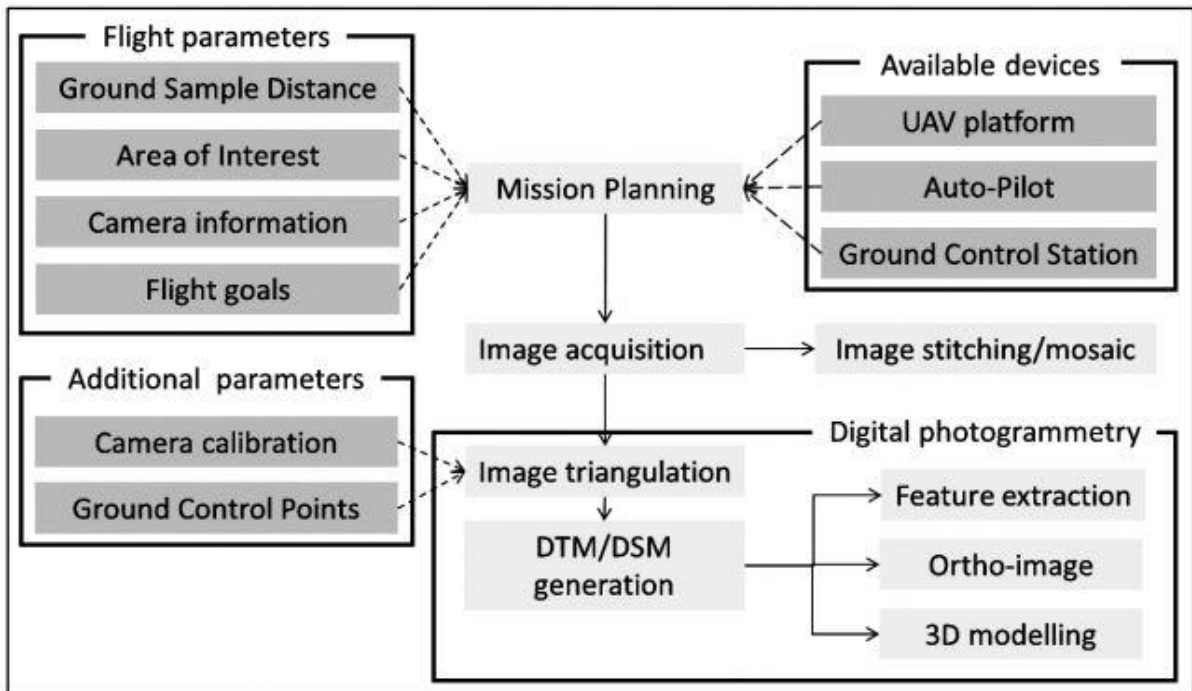 Flight parameters
Ground Sample Distance
Area of Interest
Camera information
Flight goals
Available devices
UAV platform
Auto-Pilot
Ground Control Station
Mission Planning
Image acquisition
Image stitching/mosaic
Additional parameters
Camera calibration
Ground Control Points
Digital photogrammetry
Image triangulation
DTM/DSM
generation
Feature extraction
Ortho-image
3D modelling